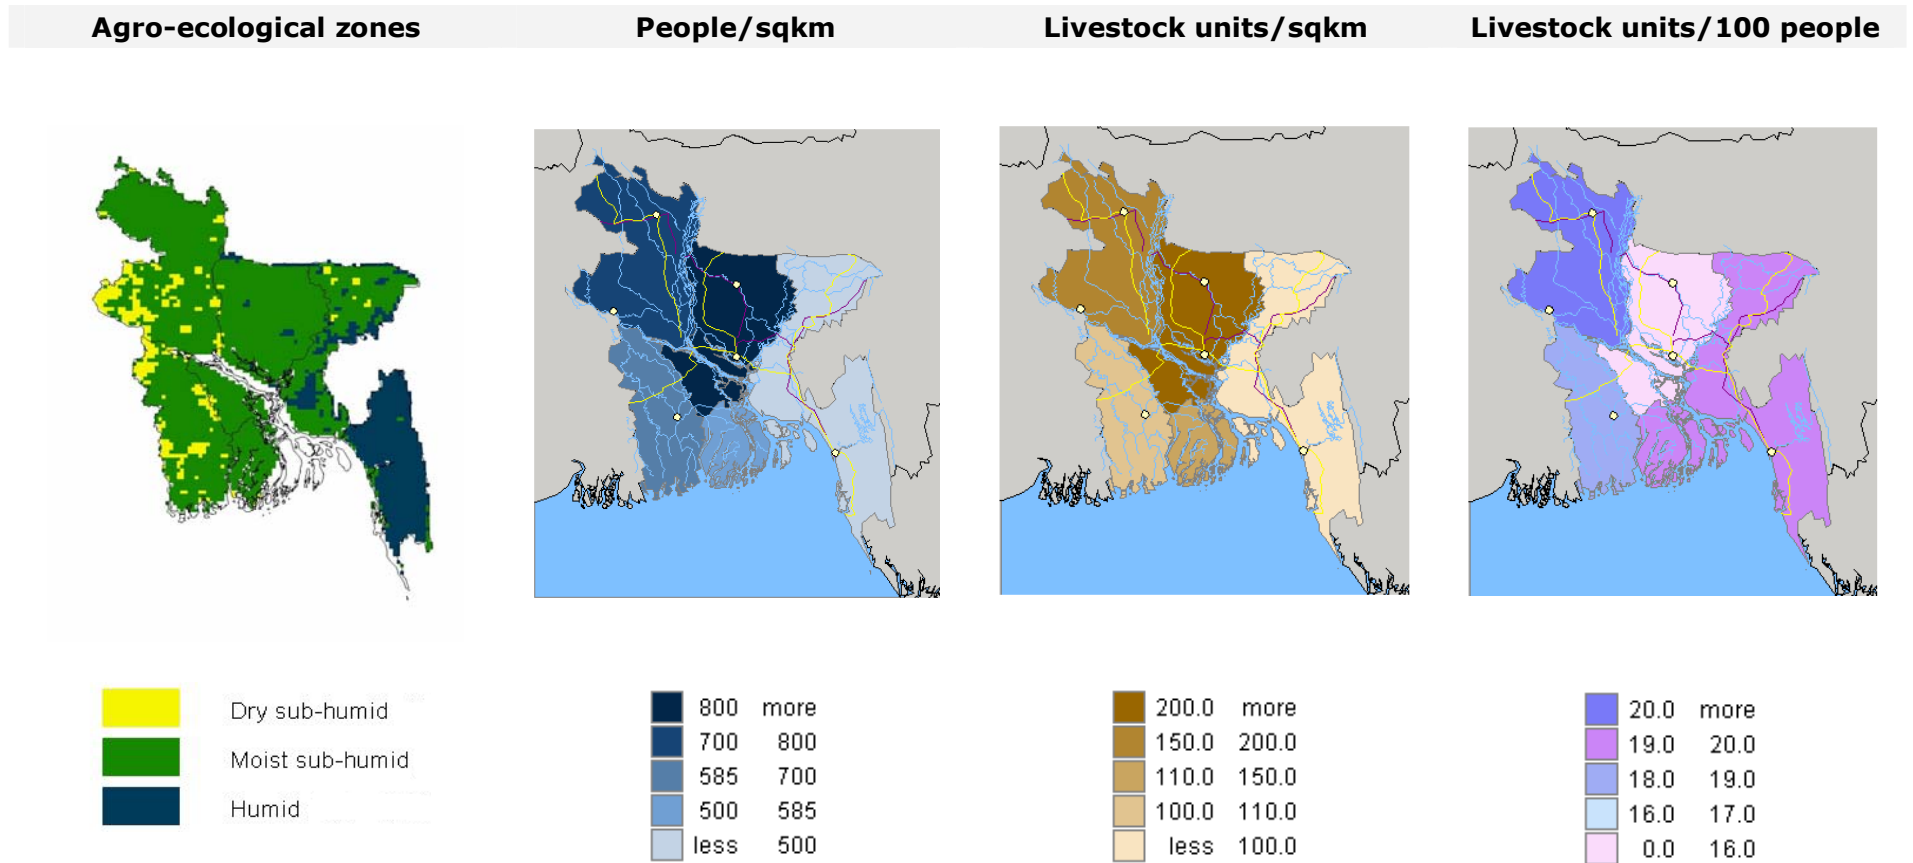 Agro-ecological zones
People/sqkm
Livestock units/sqkm
Livestock units/100 people
Dry sub-humid
Moist sub-humid
Humid
800 more
700 800
585 700
500 585
less 500
200.0 more
150.0 200.0
110.0 150.0
100.0 110.0
less 100.0
20.0 more
19.0 20.0
18.0 19.0
16.0 17.0
0.0 16.0